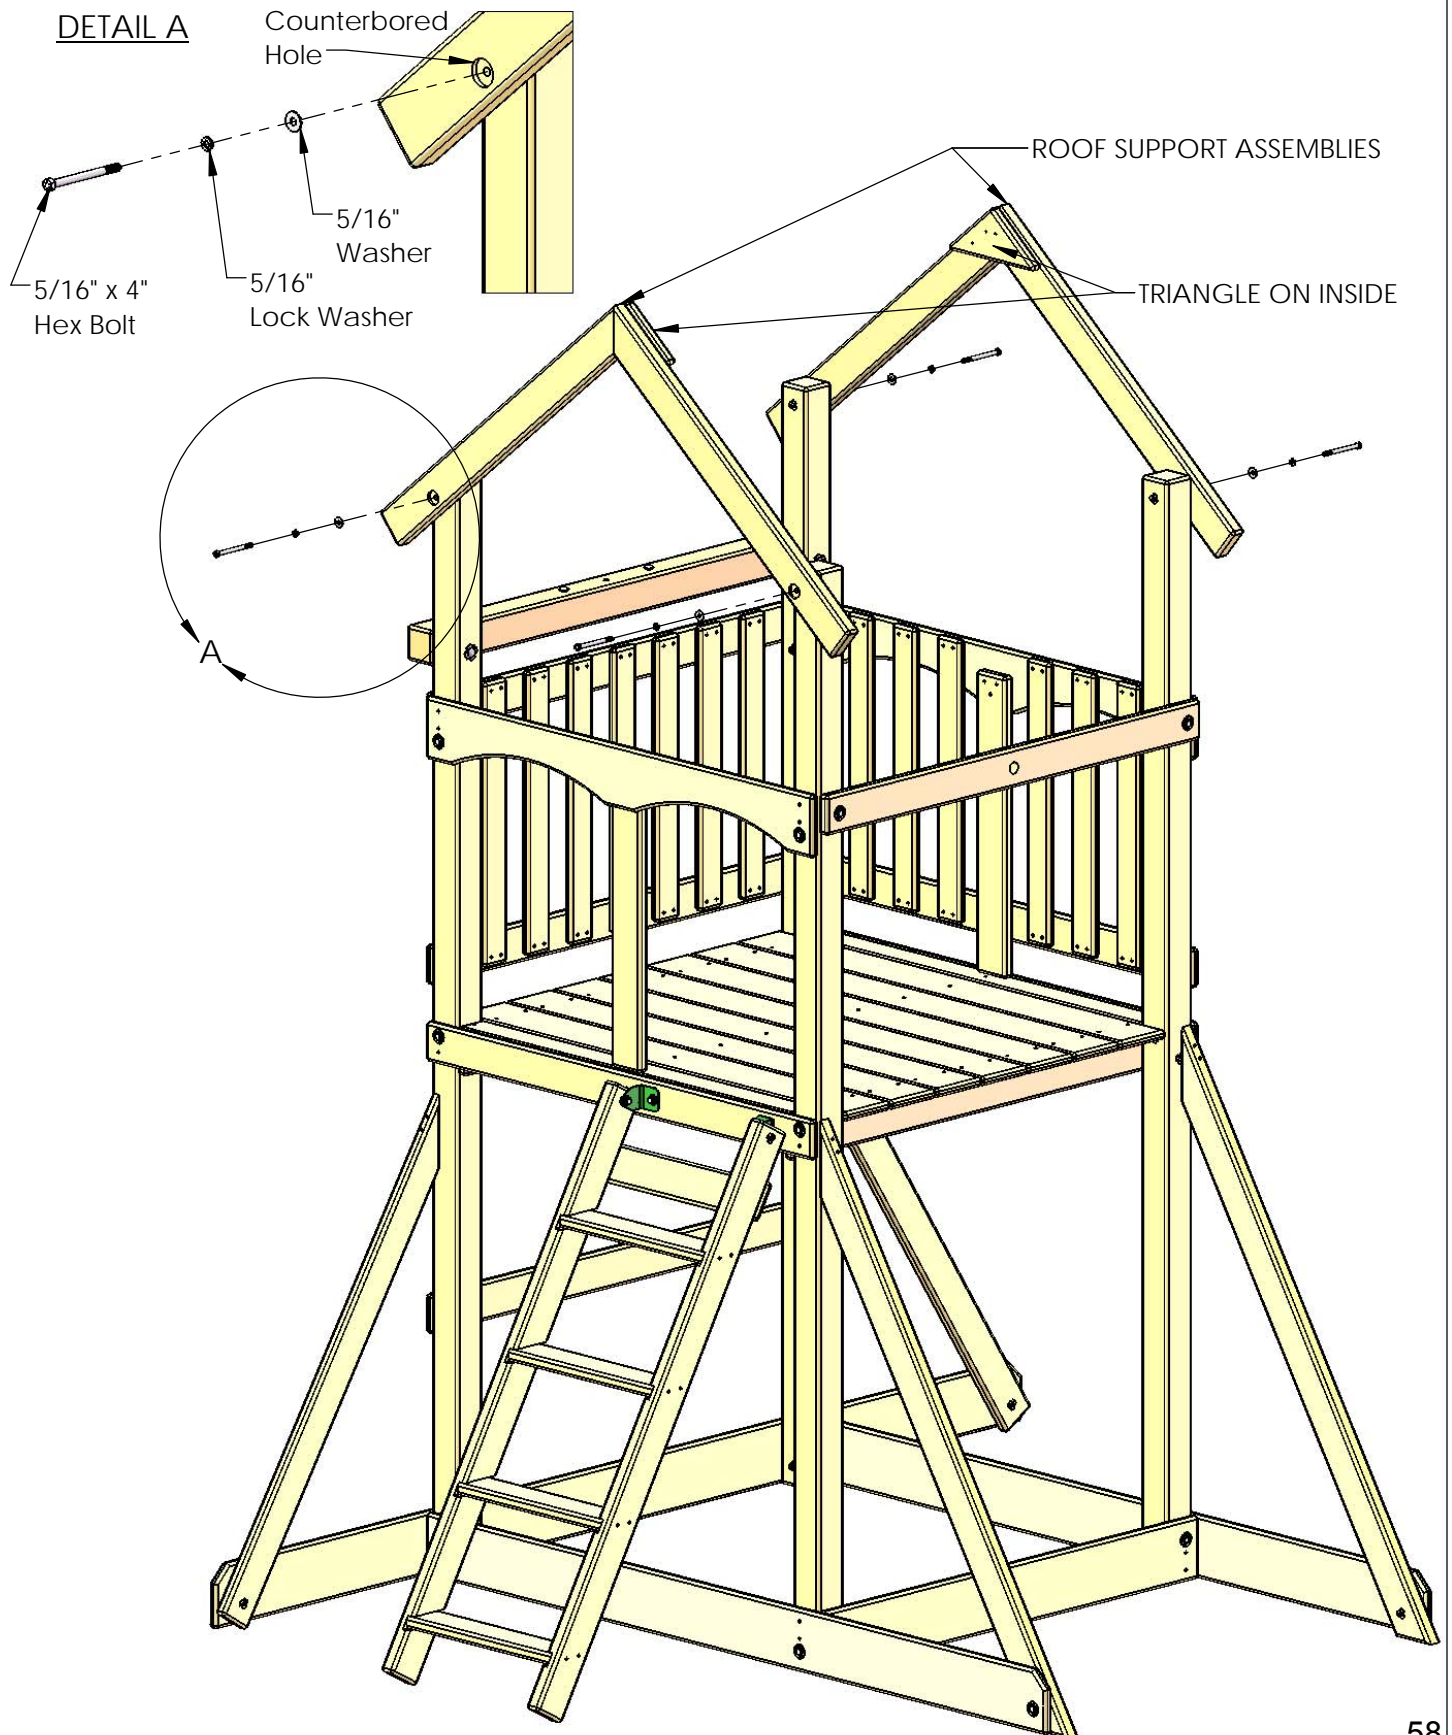 DETAIL A
Counterbored
Hole
5/16"
Washer
5/16" x 4"
Hex Bolt
5/16"
Lock Washer
ROOF SUPPORT ASSEMBLIES
TRIANGLE ON INSIDE
A
58